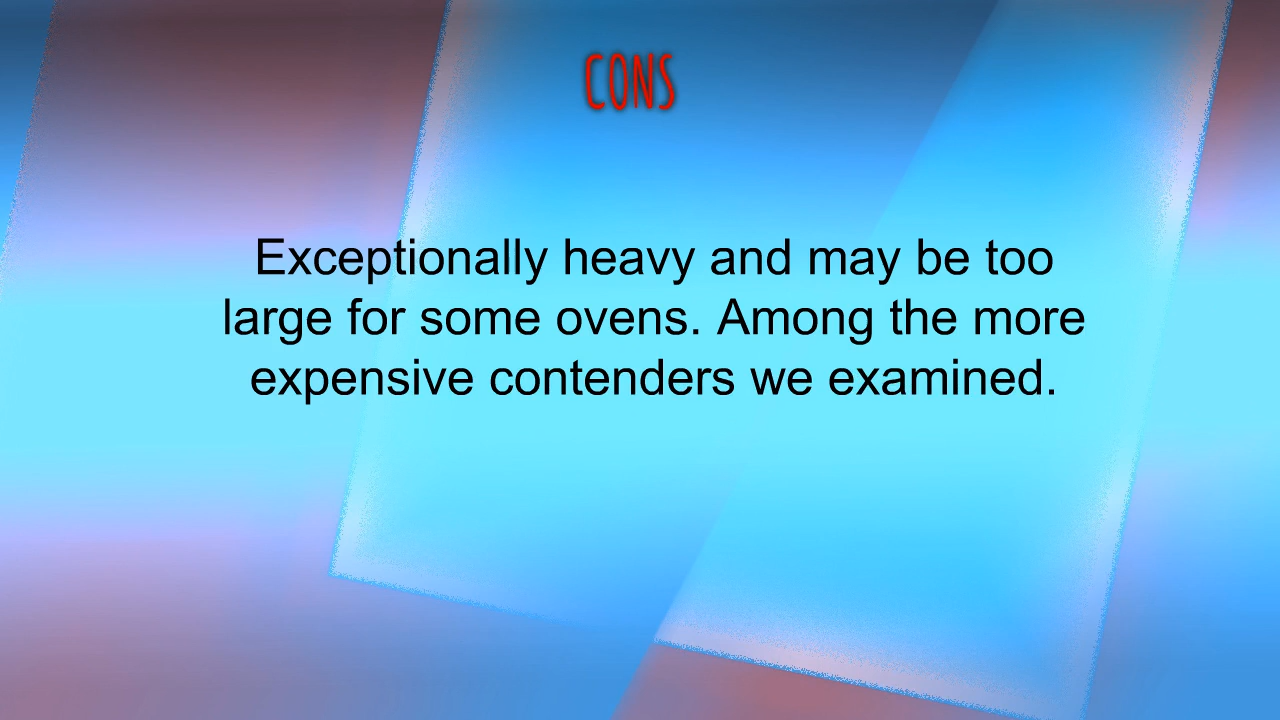 CONS
Exceptionally heavy and may be too
large for some ovens. Among the more
expensive contenders we examined.